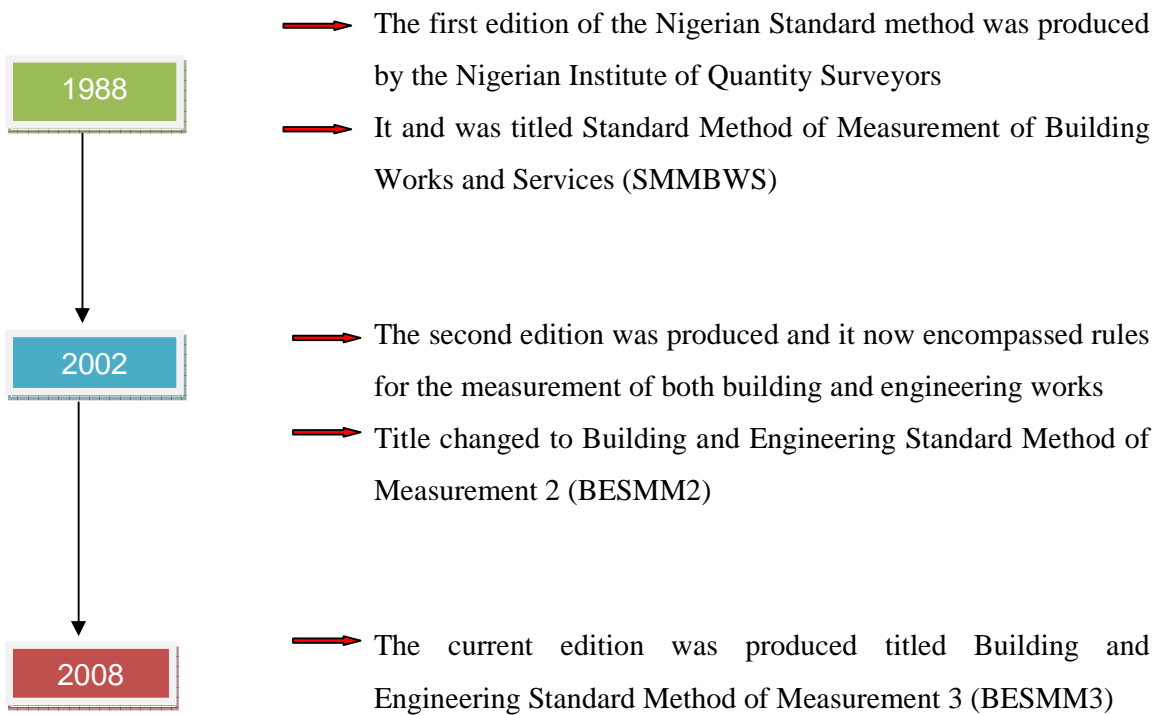 1988
The first edition of the Nigerian Standard method was produced
by the Nigerian Institute of Quantity Surveyors
It and was titled Standard Method of Measurement of Building
Works and Services (SMMBWS)
2002
The second edition was produced and it now encompassed rules
for the measurement of both building and engineering works
Title changed to Building and Engineering Standard Method of
Measurement 2 (BESMM2)
2008
The current edition was produced titled Building and
Engineering Standard Method of Measurement 3 (BESMM3)